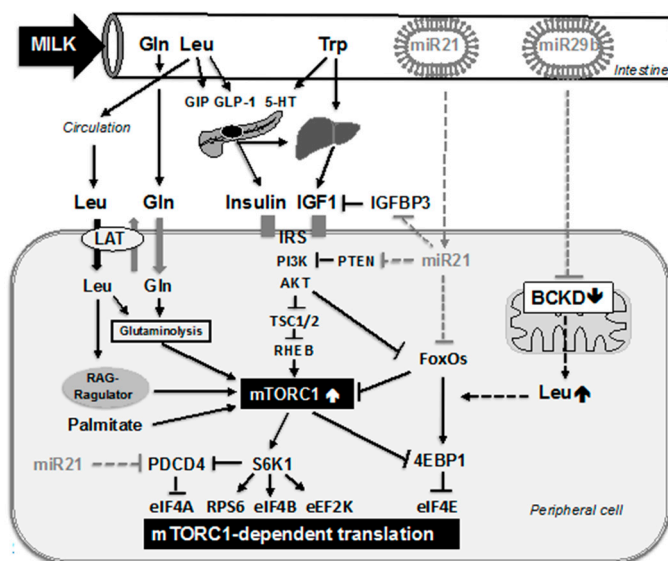 MILK
Gln Leu Trp miR21 miR29b
Intestine
GIP GLP-1 5-HT
Circulation
Leu Gln Insulin IGF1 IGFBP3
LAT IRS
PI3K PTEN miR21
Leu Gln AKT
BCKD
Glutaminolysis TSC1/2
RHEB FoxOs
RAG-
Ragulator
mTORC1 Leu
Palmitate
miR21 PDCD4 S6K1 4EBP1
eIF4A RPS6 eIF4B eEF2K eIF4E
mTORC1-dependent translation Peripheral cell